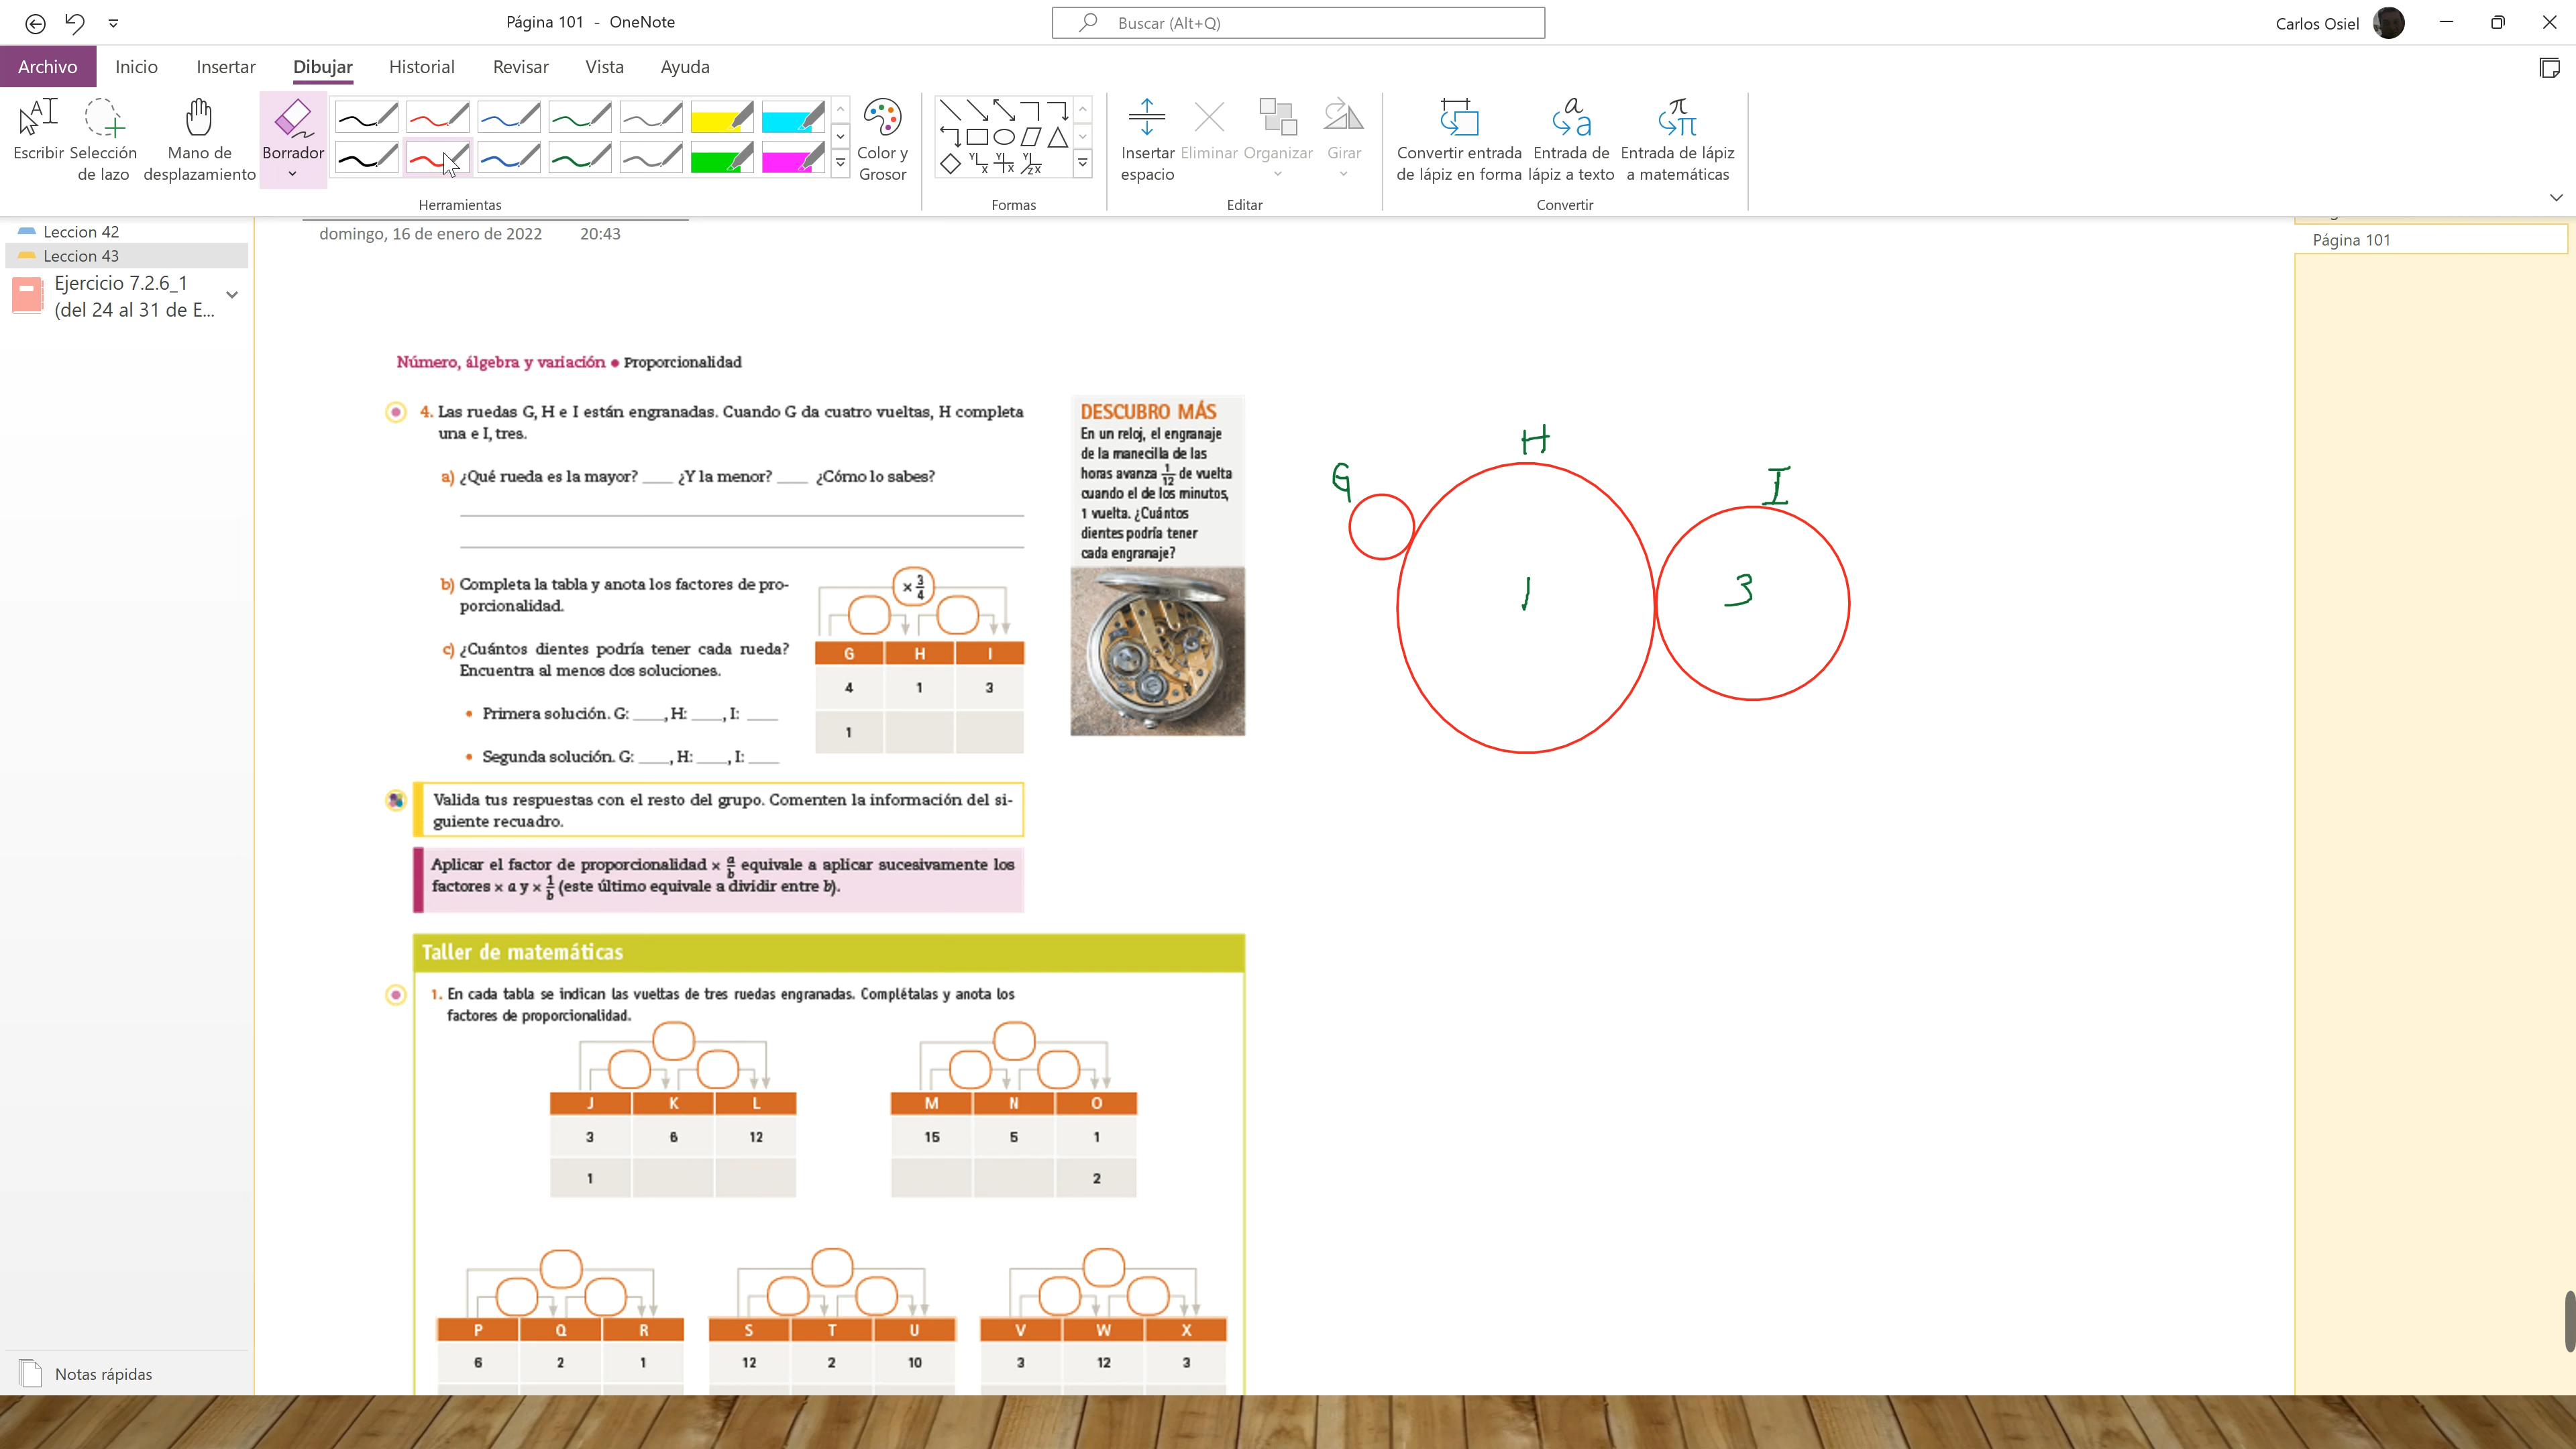 Página 101 - OneNote
Buscar (Alt+Q)
Carlos Osiel
Archivo Inicio Insertar Dibujar Historial Revisar Vista Ayuda
Escribir
Selección de lazo
Mano de desplazamiento
Borrador
Color y Grosor
Insertar espacio
Eliminar
Organizar
Girar
Convertir entrada de lápiz en forma
Entrada de lápiz a texto
Entrada de lápiz a matemáticas
Herramientas
Formas
Editar
Convertir
Leccion 42
Leccion 43
Ejercicio 7.2.6_1
(del 24 al 31 de E...
Notas rápidas
Página 101
domingo, 16 de enero de 2022 20:43
Número, álgebra y variación • Proporcionalidad
4. Las ruedas G, H e I están engranadas. Cuando G da cuatro vueltas, H completa
una e I, tres.
a) ¿Qué rueda es la mayor? ____ ¿Y la menor? ____ ¿Cómo lo sabes?
b) Completa la tabla y anota los factores de pro-
porcionalidad.
c) ¿Cuántos dientes podría tener cada rueda?
Encuentra al menos dos soluciones.
• Primera solución. G: ____, H: ____, I: ____
• Segunda solución. G: ____, H: ____, I: ____
× 3/4
G H I
4 1 3
1
DESCUBRO MÁS
En un reloj, el engranaje
de la manecilla de las
horas avanza 1/12 de vuelta
cuando el de los minutos,
1 vuelta. ¿Cuántos
dientes podría tener
cada engranaje?
G
H
I
1
3
Valida tus respuestas con el resto del grupo. Comenten la información del si-
guiente recuadro.
Aplicar el factor de proporcionalidad × a/b equivale a aplicar sucesivamente los
factores × a y × 1/b (este último equivale a dividir entre b).
Taller de matemáticas
1. En cada tabla se indican las vueltas de tres ruedas engranadas. Complétalas y anota los
factores de proporcionalidad.
J K L
3 6 12
1
M N O
15 5 1
2
P Q R
6 2 1
S T U
12 2 10
V W X
3 12 3